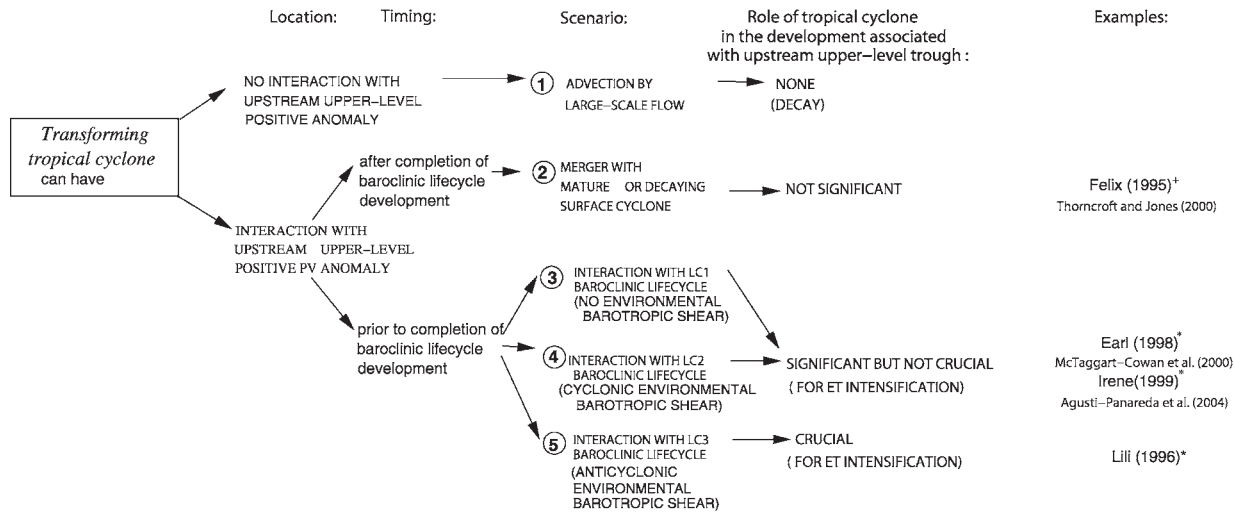 Location:
Timing:
Scenario:
Role of tropical cyclone
in the development associated
with upstream upper−level trough :
Examples:
Transforming
tropical cyclone
can have
NO INTERACTION WITH
UPSTREAM UPPER−LEVEL
POSITIVE ANOMALY
1
ADVECTION BY
LARGE−SCALE FLOW
NONE
(DECAY)
INTERACTION WITH
UPSTREAM UPPER−LEVEL
POSITIVE PV ANOMALY
after completion of
baroclinic lifecycle
development
2
MERGER WITH
MATURE OR DECAYING
SURFACE CYCLONE
NOT SIGNIFICANT
Felix (1995)+
Thorncroft and Jones (2000)
prior to completion of
baroclinic lifecycle
development
3
INTERACTION WITH LC1
BAROCLINIC LIFECYCLE
(NO ENVIRONMENTAL
BAROTROPIC SHEAR)
4
INTERACTION WITH LC2
BAROCLINIC LIFECYCLE
(CYCLONIC ENVIRONMENTAL
BAROTROPIC SHEAR)
SIGNIFICANT BUT NOT CRUCIAL
( FOR ET INTENSIFICATION)
Earl (1998)*
McTaggart−Cowan et al. (2000)
Irene(1999)*
Agusti−Panareda et al. (2004)
5
INTERACTION WITH LC3
BAROCLINIC LIFECYCLE
(ANTICYCLONIC
ENVIRONMENTAL
BAROTROPIC SHEAR)
CRUCIAL
( FOR ET INTENSIFICATION)
Lili (1996)*